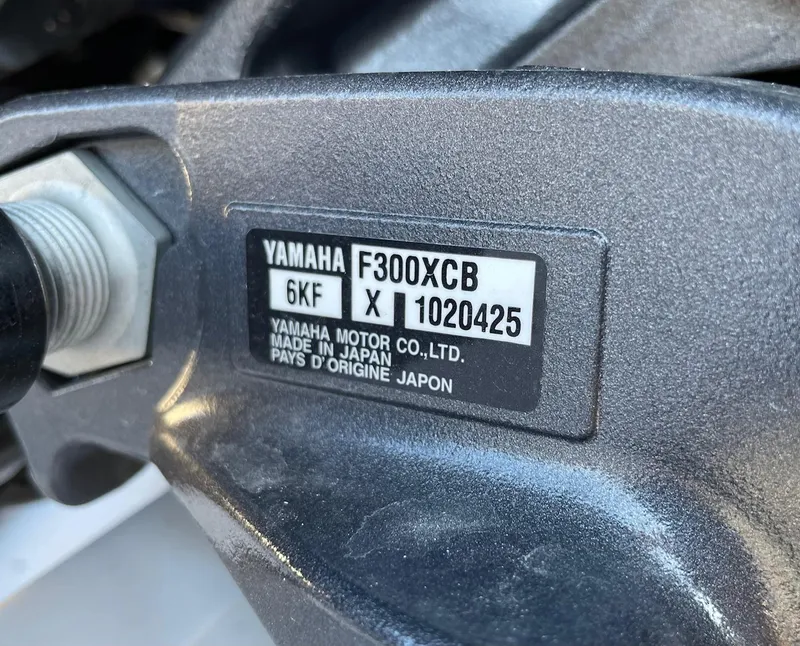 YAMAHA F300XCB
6KF X 1020425
YAMAHA MOTOR CO.,LTD.
MADE IN JAPAN
PAYS D'ORIGINE JAPON